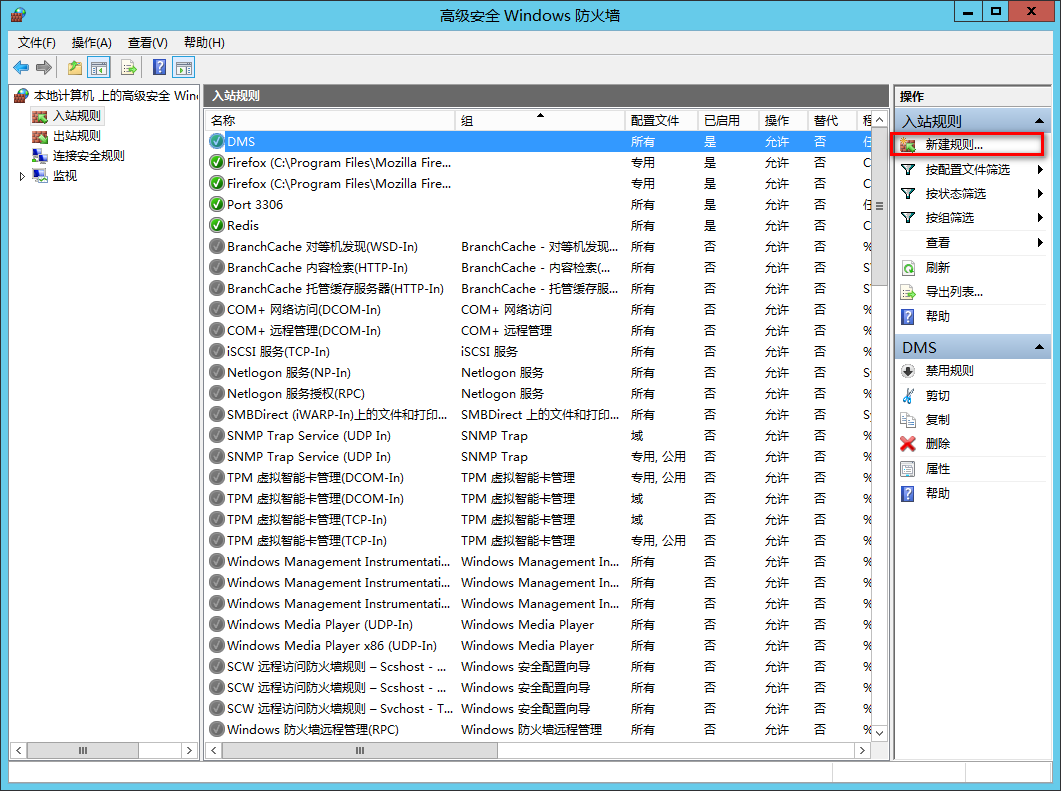 高级安全 Windows 防火墙
文件(F) 操作(A) 查看(V) 帮助(H)
本地计算机 上的高级安全 Win
入站规则
出站规则
连接安全规则
监视
入站规则
名称 组 配置文件 已启用 操作 替代 程
DMS 所有 是 允许 否 任
Firefox (C:\Program Files\Mozilla Fire... 专用 是 允许 否 C
Firefox (C:\Program Files\Mozilla Fire... 专用 是 允许 否 C
Port 3306 所有 是 允许 否 任
Redis 所有 是 允许 否 C
BranchCache 对等机发现(WSD-In) BranchCache - 对等机发现... 所有 否 允许 否 %
BranchCache 内容检索(HTTP-In) BranchCache - 内容检索(... 所有 否 允许 否 S
BranchCache 托管缓存服务器(HTTP-In) BranchCache - 托管缓存服... 所有 否 允许 否 S
COM+ 网络访问(DCOM-In) COM+ 网络访问 所有 否 允许 否 %
COM+ 远程管理(DCOM-In) COM+ 远程管理 所有 否 允许 否 %
iSCSI 服务(TCP-In) iSCSI 服务 所有 否 允许 否 %
Netlogon 服务(NP-In) Netlogon 服务 所有 否 允许 否 Sy
Netlogon 服务授权(RPC) Netlogon 服务 所有 否 允许 否 %
SMBDirect (iWARP-In)上的文件和打印... SMBDirect 上的文件和打印... 所有 否 允许 否 Sy
SNMP Trap Service (UDP In) SNMP Trap 域 否 允许 否 %
SNMP Trap Service (UDP In) SNMP Trap 专用, 公用 否 允许 否 %
TPM 虚拟智能卡管理(DCOM-In) TPM 虚拟智能卡管理 专用, 公用 否 允许 否 %
TPM 虚拟智能卡管理(DCOM-In) TPM 虚拟智能卡管理 域 否 允许 否 %
TPM 虚拟智能卡管理(TCP-In) TPM 虚拟智能卡管理 域 否 允许 否 %
TPM 虚拟智能卡管理(TCP-In) TPM 虚拟智能卡管理 专用, 公用 否 允许 否 %
Windows Management Instrumentati... Windows Management In... 所有 否 允许 否 %
Windows Management Instrumentati... Windows Management In... 所有 否 允许 否 %
Windows Management Instrumentati... Windows Management In... 所有 否 允许 否 %
Windows Media Player (UDP-In) Windows Media Player 所有 否 允许 否 %
Windows Media Player x86 (UDP-In) Windows Media Player 所有 否 允许 否 %
SCW 远程访问防火墙规则 – Scshost - ... Windows 安全配置向导 所有 否 允许 否 %
SCW 远程访问防火墙规则 – Scshost - ... Windows 安全配置向导 所有 否 允许 否 %
SCW 远程访问防火墙规则 – Svchost - T... Windows 安全配置向导 所有 否 允许 否 %
Windows 防火墙远程管理(RPC) Windows 防火墙远程管理 所有 否 允许 否 %
操作
入站规则
新建规则...
按配置文件筛选
按状态筛选
按组筛选
查看
刷新
导出列表...
帮助
DMS
禁用规则
剪切
复制
删除
属性
帮助